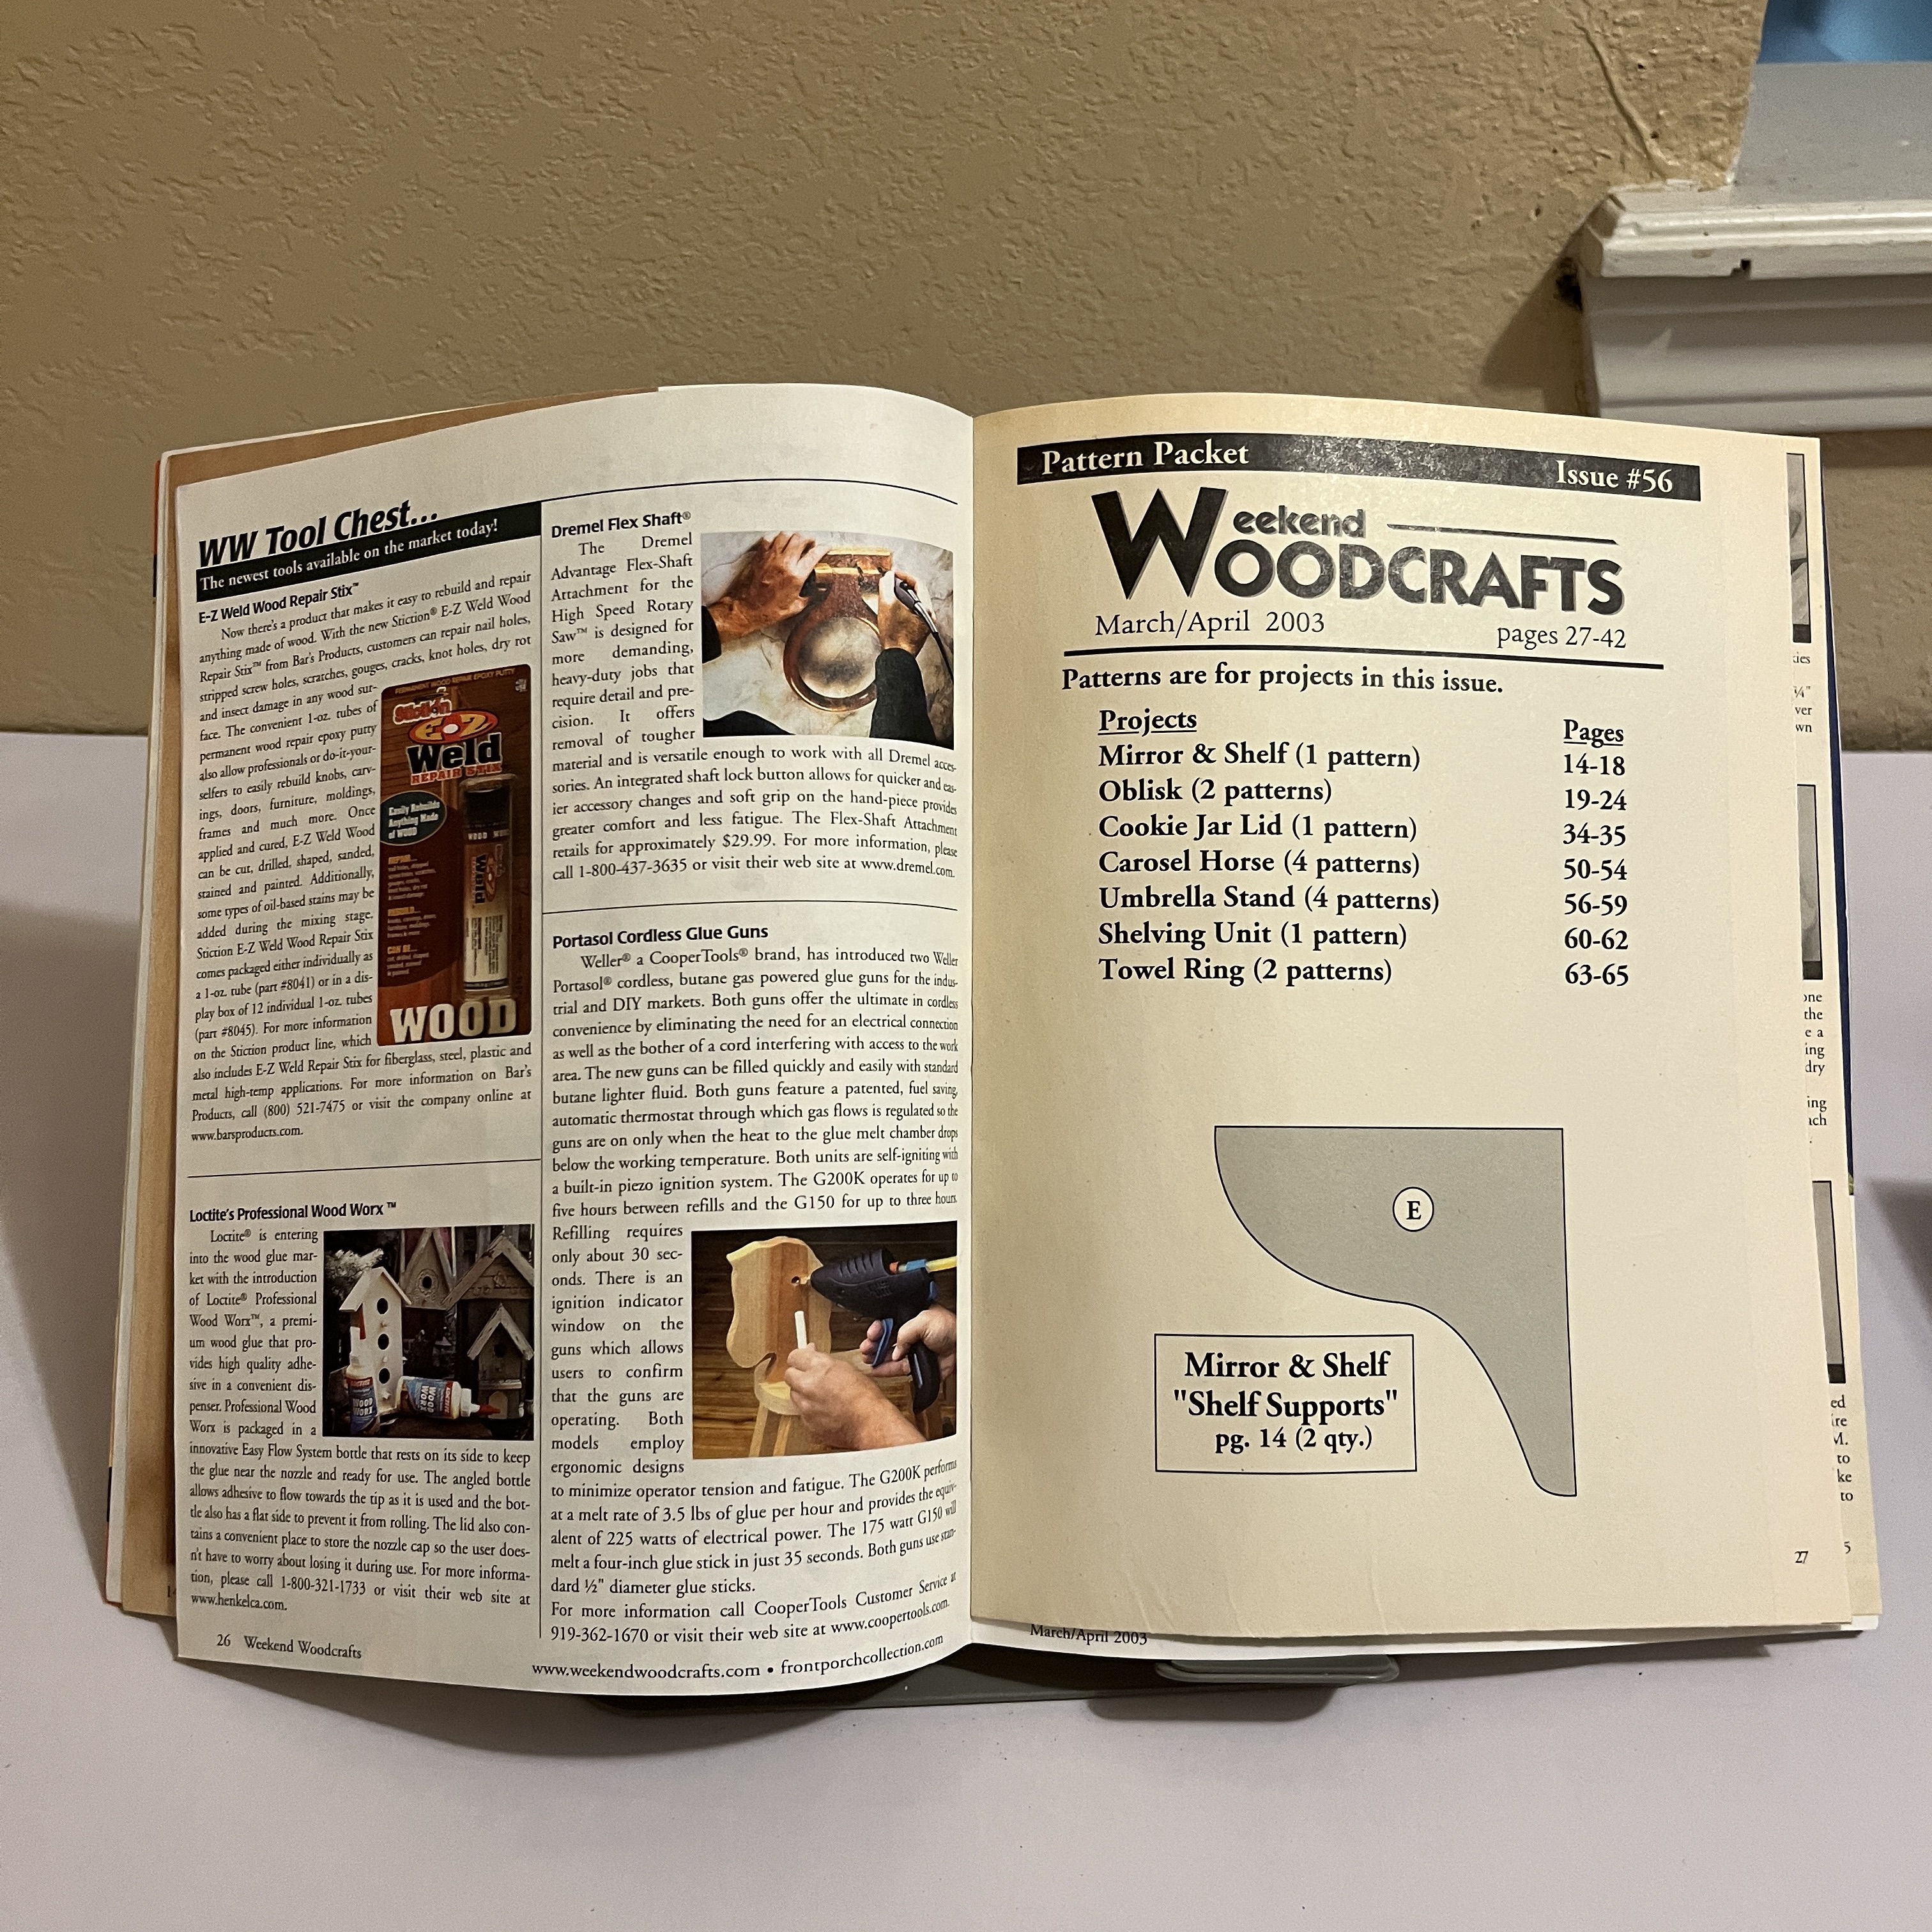 WW Tool Chest...
The newest tools available on the market today!
E-Z Weld Wood Repair Stix™
Now there's a product that makes it easy to rebuild and repair
anything made of wood. With the new Stiction® E-Z Weld Wood
Repair Stix™ from Bar's Products, customers can repair nail holes,
stripped screw holes, scratches, gouges, cracks, knot holes, dry rot
and insect damage in any wood sur-
face. The convenient 1-oz. tubes of
permanent wood repair epoxy putty
also allow professionals or do-it-your-
selfers to easily rebuild knobs, carv-
ings, doors, furniture, moldings,
frames and much more. Once
applied and cured, E-Z Weld Wood
can be cut, drilled, shaped, sanded,
stained and painted. Additionally,
some types of oil-based stains may be
added during the mixing stage.
Stiction E-Z Weld Wood Repair Stix
comes packaged either individually as
a 1-oz. tube (part #8041) or in a dis-
play box of 12 individual 1-oz. tubes
(part #8045). For more information
on the Stiction product line, which
also includes E-Z Weld Repair Stix for fiberglass, steel, plastic and
metal high-temp applications. For more information on Bar's
Products, call (800) 521-7475 or visit the company online at
www.barsproducts.com.
PERMANENT WOOD REPAIR EPOXY PUTTY
Stiction
E-Z
Weld
REPAIR STIX
Easily Rebuilds
Anything Made
of WOOD
REPAIR...
REBUILD...
CAN BE...
Weld
WOOD
Loctite's Professional Wood Worx ™
Loctite® is entering
into the wood glue mar-
ket with the introduction
of Loctite® Professional
Wood Worx™, a premi-
um wood glue that pro-
vides high quality adhe-
sive in a convenient dis-
penser. Professional Wood
Worx is packaged in a
innovative Easy Flow System bottle that rests on its side to keep
the glue near the nozzle and ready for use. The angled bottle
allows adhesive to flow towards the tip as it is used and the bot-
tle also has a flat side to prevent it from rolling. The lid also con-
tains a convenient place to store the nozzle cap so the user does-
n't have to worry about losing it during use. For more informa-
tion, please call 1-800-321-1733 or visit their web site at
www.henkelca.com.
WOOD
WORX
WOOD
WORX
Dremel Flex Shaft®
The Dremel
Advantage Flex-Shaft
Attachment for the
High Speed Rotary
Saw™ is designed for
more demanding,
heavy-duty jobs that
require detail and pre-
cision. It offers
removal of tougher
material and is versatile enough to work with all Dremel acces-
sories. An integrated shaft lock button allows for quicker and eas-
ier accessory changes and soft grip on the hand-piece provides
greater comfort and less fatigue. The Flex-Shaft Attachment
retails for approximately $29.99. For more information, please
call 1-800-437-3635 or visit their web site at www.dremel.com.
Portasol Cordless Glue Guns
Weller® a CooperTools® brand, has introduced two Weller
Portasol® cordless, butane gas powered glue guns for the indus-
trial and DIY markets. Both guns offer the ultimate in cordless
convenience by eliminating the need for an electrical connection
as well as the bother of a cord interfering with access to the work
area. The new guns can be filled quickly and easily with standard
butane lighter fluid. Both guns feature a patented, fuel saving,
automatic thermostat through which gas flows is regulated so the
guns are on only when the heat to the glue melt chamber drops
below the working temperature. Both units are self-igniting with
a built-in piezo ignition system. The G200K operates for up to
five hours between refills and the G150 for up to three hours.
Refilling requires
only about 30 sec-
onds. There is an
ignition indicator
window on the
guns which allows
users to confirm
that the guns are
operating. Both
models employ
ergonomic designs
to minimize operator tension and fatigue. The G200K performs
at a melt rate of 3.5 lbs of glue per hour and provides the equiv-
alent of 225 watts of electrical power. The 175 watt G150 will
melt a four-inch glue stick in just 35 seconds. Both guns use stan-
dard ½" diameter glue sticks.
For more information call CooperTools Customer Service at
919-362-1670 or visit their web site at www.coopertools.com.
26 Weekend Woodcrafts
www.weekendwoodcrafts.com • frontporchcollection.com
Pattern Packet Issue #56
Weekend
WOODCRAFTS
March/April 2003 pages 27-42
Patterns are for projects in this issue.
Projects Pages
Mirror & Shelf (1 pattern) 14-18
Oblisk (2 patterns) 19-24
Cookie Jar Lid (1 pattern) 34-35
Carosel Horse (4 patterns) 50-54
Umbrella Stand (4 patterns) 56-59
Shelving Unit (1 pattern) 60-62
Towel Ring (2 patterns) 63-65
E
Mirror & Shelf
"Shelf Supports"
pg. 14 (2 qty.)
27
March/April 2003